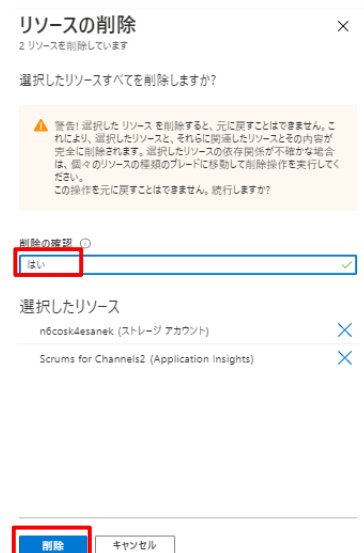 リソースの削除
2 リソースを削除しています
選択したリソースすべてを削除しますか?
警告! 選択した リソース を削除すると、元に戻すことはできません。こ
れにより、選択したリソースと、それらに関連したリソースとその内容が
完全に削除されます。選択したリソースの依存関係が不確かな場合
は、個々のリソースの種類のブレードに移動して削除操作を実行してく
ださい。
この操作を元に戻すことはできません。続行しますか?
削除の確認
はい
選択したリソース
n6cosk4esanek (ストレージ アカウント)
Scrums for Channels2 (Application Insights)
削除
キャンセル